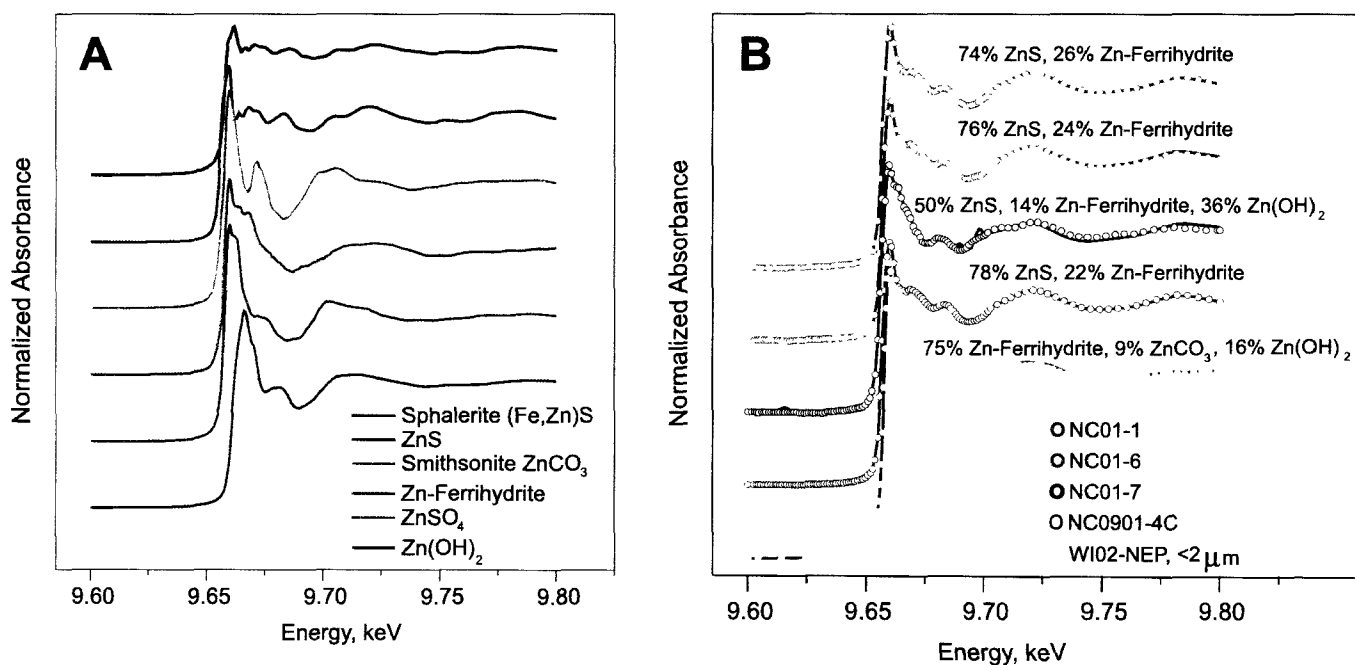 A
Normalized Absorbance
Sphalerite (Fe,Zn)S
ZnS
Smithsonite ZnCO₃
Zn-Ferrihydrite
ZnSO₄
Zn(OH)₂
9.60 9.65 9.70 9.75 9.80
Energy, keV
B
Normalized Absorbance
74% ZnS, 26% Zn-Ferrihydrite
76% ZnS, 24% Zn-Ferrihydrite
50% ZnS, 14% Zn-Ferrihydrite, 36% Zn(OH)₂
78% ZnS, 22% Zn-Ferrihydrite
75% Zn-Ferrihydrite, 9% ZnCO₃, 16% Zn(OH)₂
NC01-1
NC01-6
NC01-7
NC0901-4C
WI02-NEP, <2 μm
9.60 9.65 9.70 9.75 9.80
Energy, keV